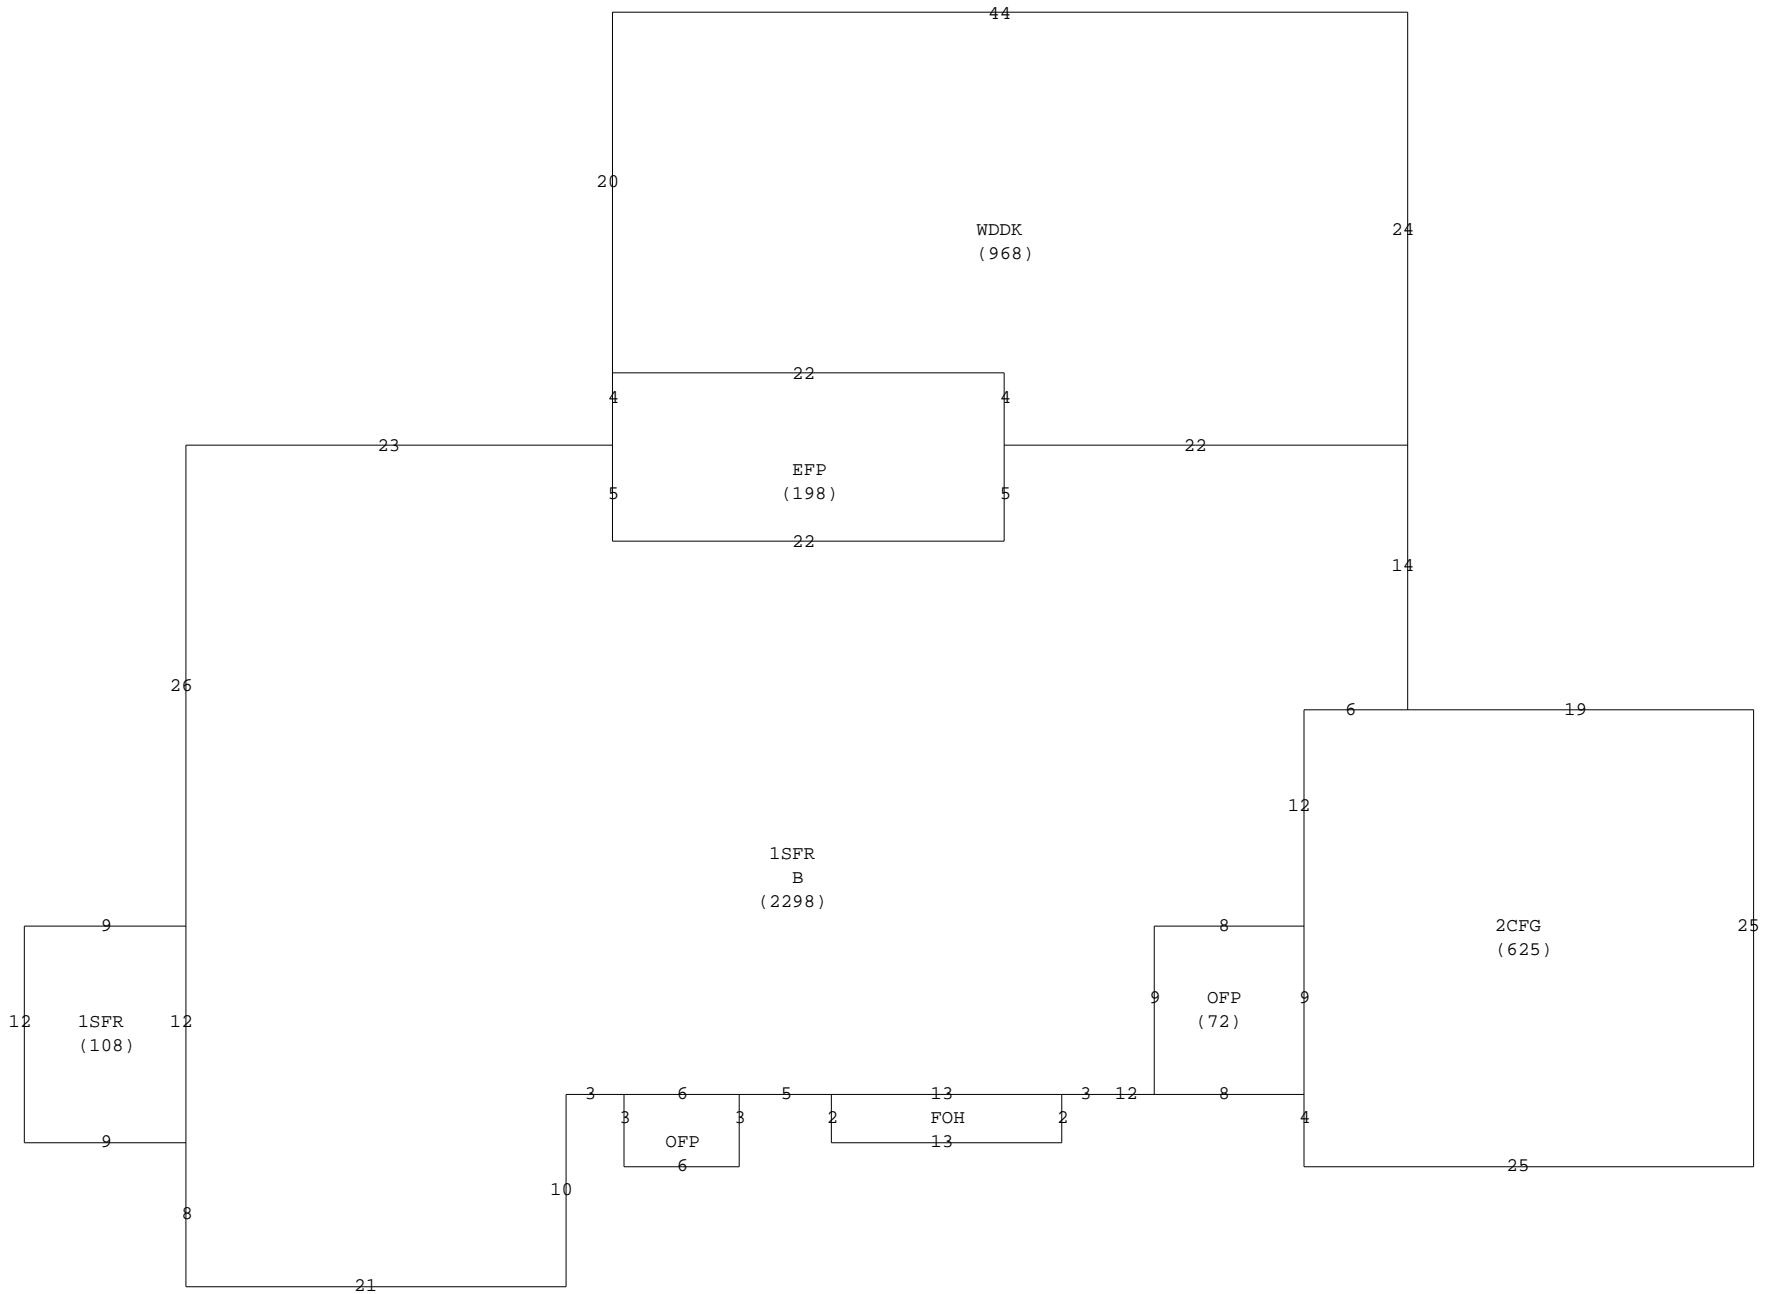 44
20
WDDK
24
(968)
22
4 4
23 22
EFP
5 (198) 5
22
14
26
6 19
12
1SFR
B
(2298)
9 8 2CFG 25
(625)
9 OFP 9
12 1SFR 12 (72)
(108)
3 6 5 13 3 12 8
3 3 2 FOH 2 4
9 OFP 13
6 25
10
8
21